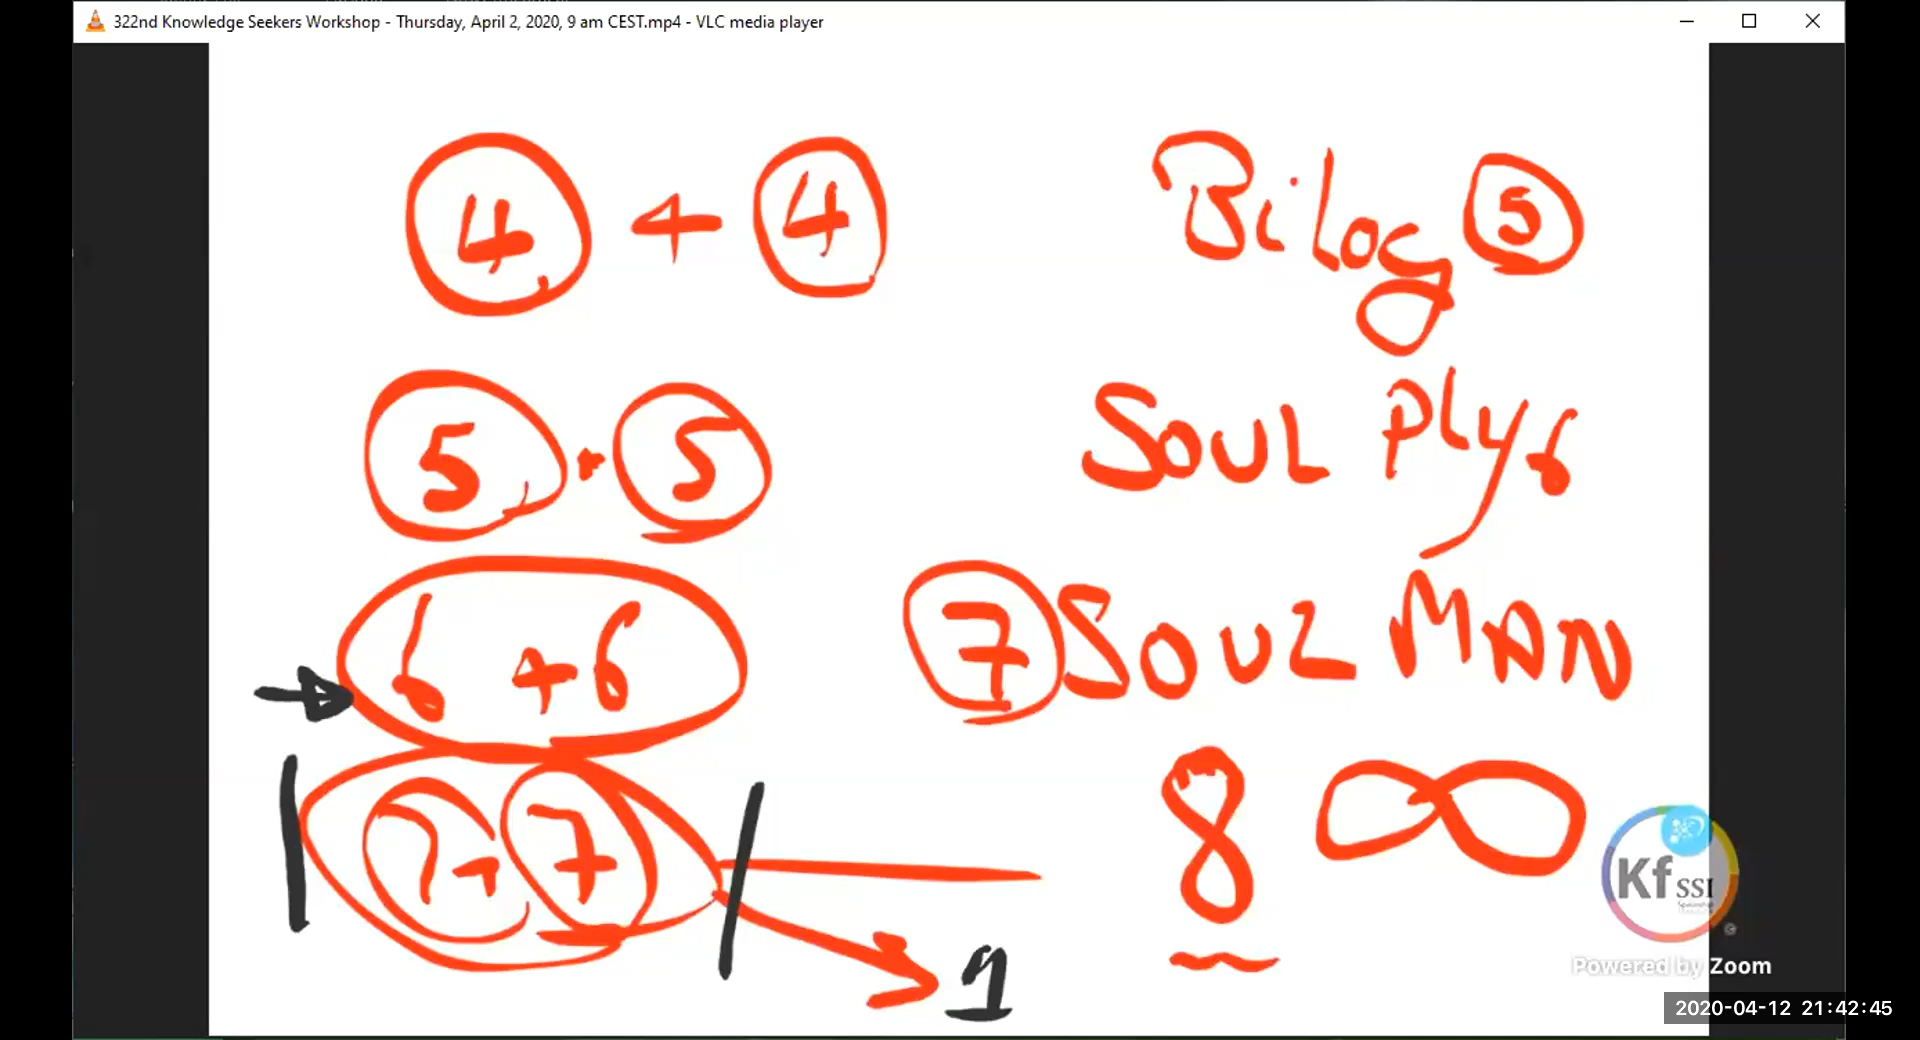 322nd Knowledge Seekers Workshop - Thursday, April 2, 2020, 9 am CEST.mp4 - VLC media player
4 + 4 Bilog 5
5 + 5 SOUL PLy 6
6 + 6 7 SOUL MAN
7+ 7 8 ∞
1
Kf SSI
Powered by Zoom
2020-04-12 21:42:45